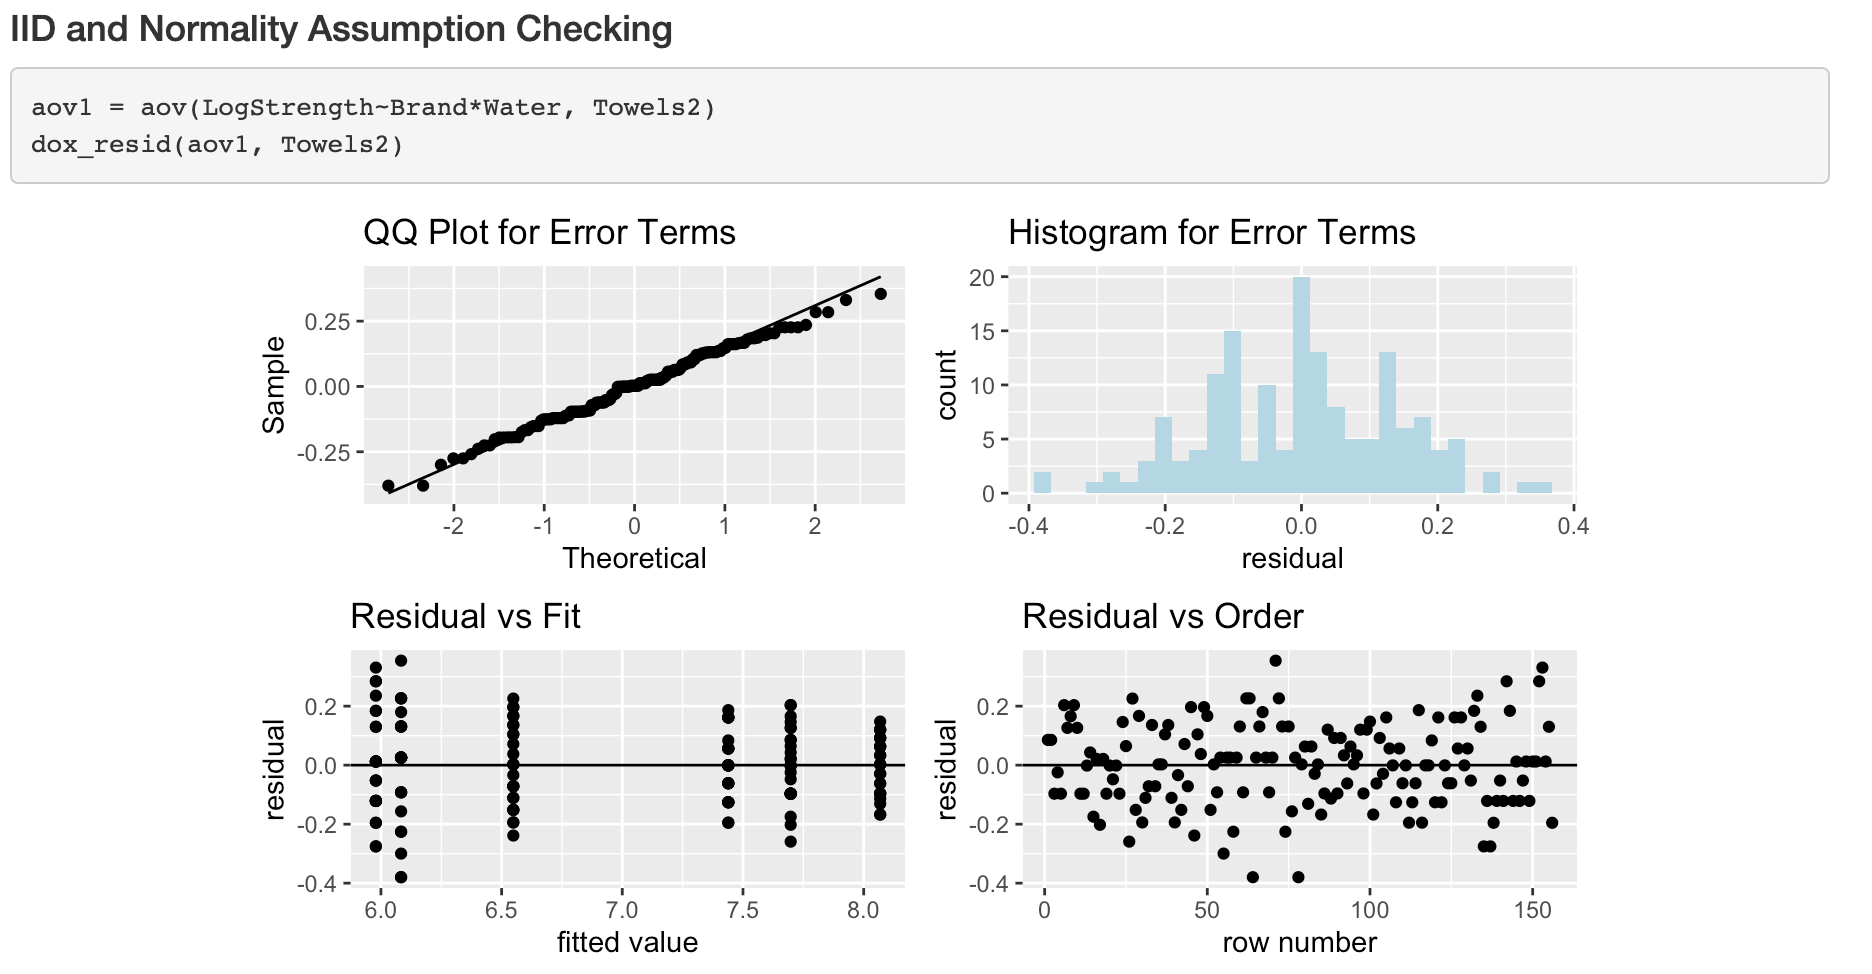 IID and Normality Assumption Checking
aov1 = aov(LogStrength~Brand*Water, Towels2)
dox_resid(aov1, Towels2)
QQ Plot for Error Terms
0.25
0.00
-0.25
Sample
-2 -1 0 1 2
Theoretical
Histogram for Error Terms
20
15
10
5
0
count
-0.4 -0.2 0.0 0.2 0.4
residual
Residual vs Fit
0.2
0.0
-0.2
-0.4
residual
6.0 6.5 7.0 7.5 8.0
fitted value
Residual vs Order
0.2
0.0
-0.2
-0.4
residual
0 50 100 150
row number